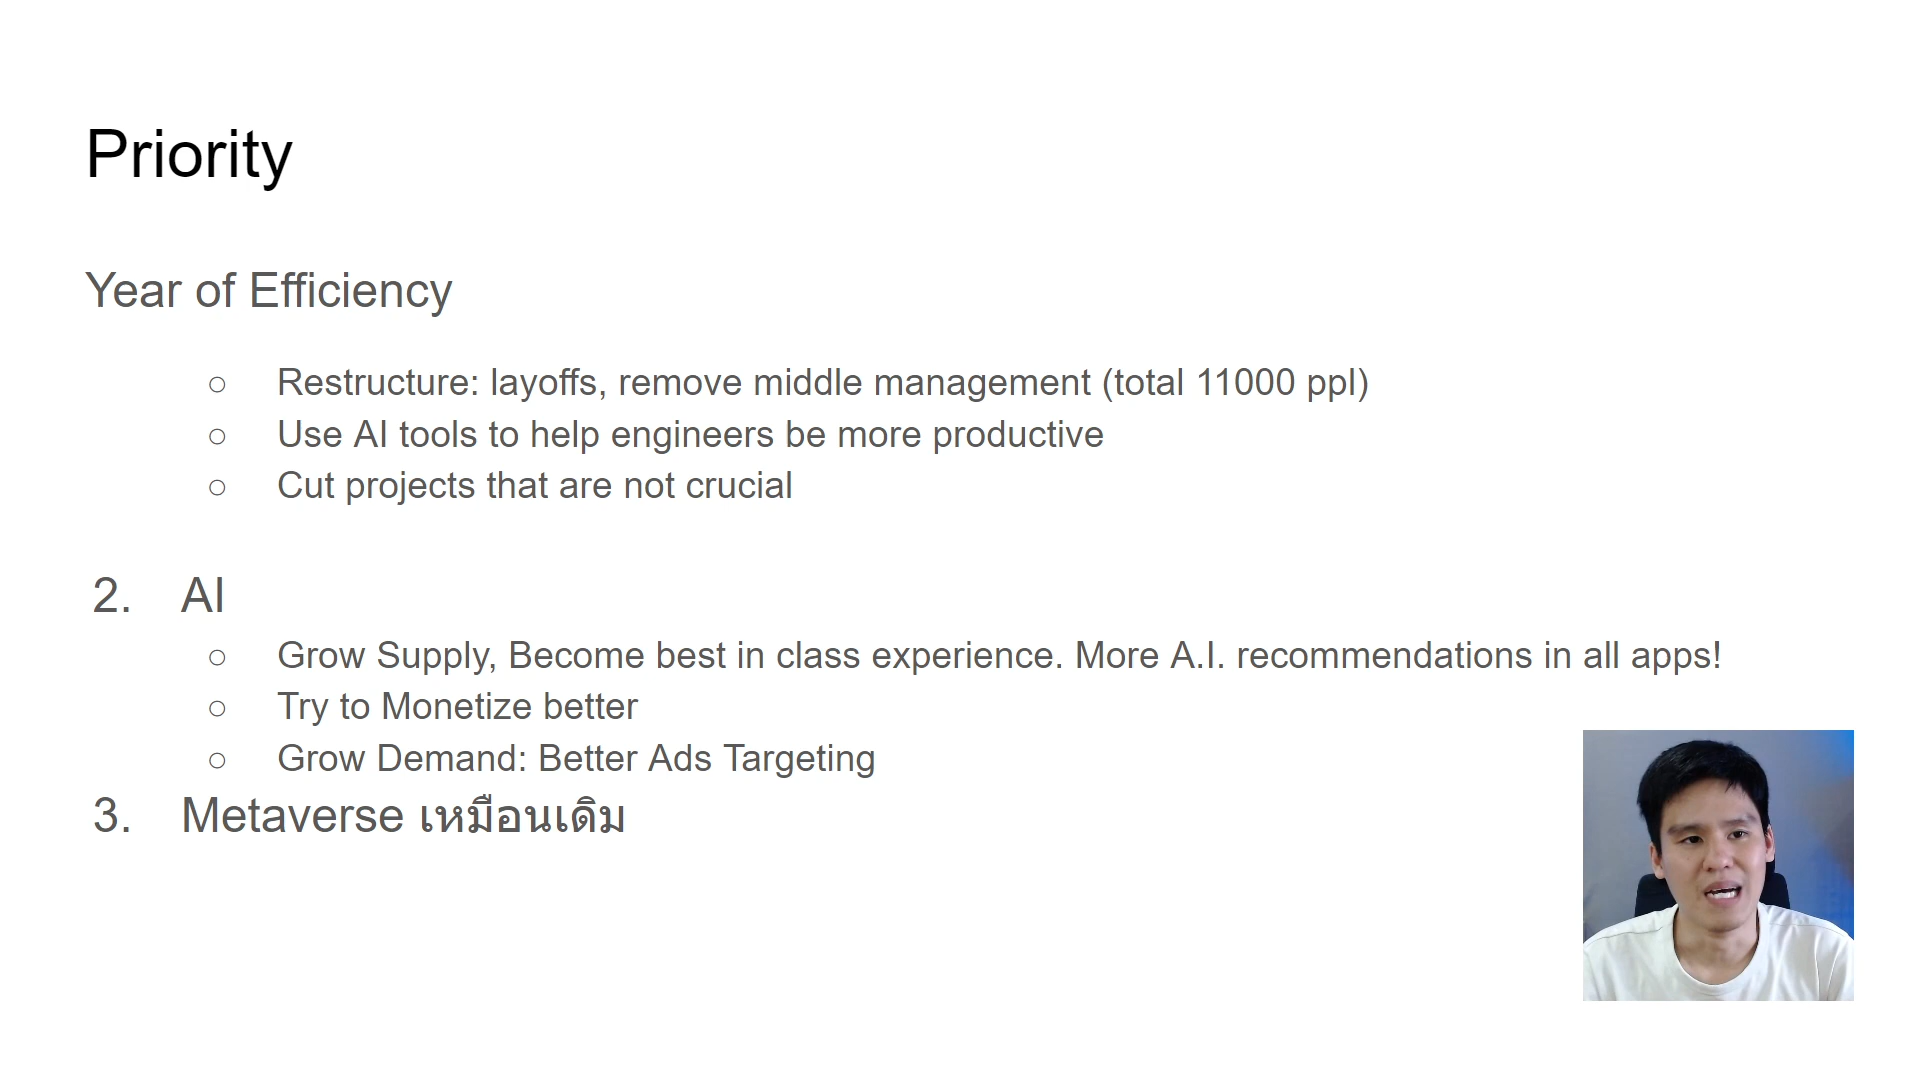 Priority
Year of Efficiency
○ Restructure: layoffs, remove middle management (total 11000 ppl)
○ Use AI tools to help engineers be more productive
○ Cut projects that are not crucial
2. AI
○ Grow Supply, Become best in class experience. More A.I. recommendations in all apps!
○ Try to Monetize better
○ Grow Demand: Better Ads Targeting
3. Metaverse เหมือนเดิม